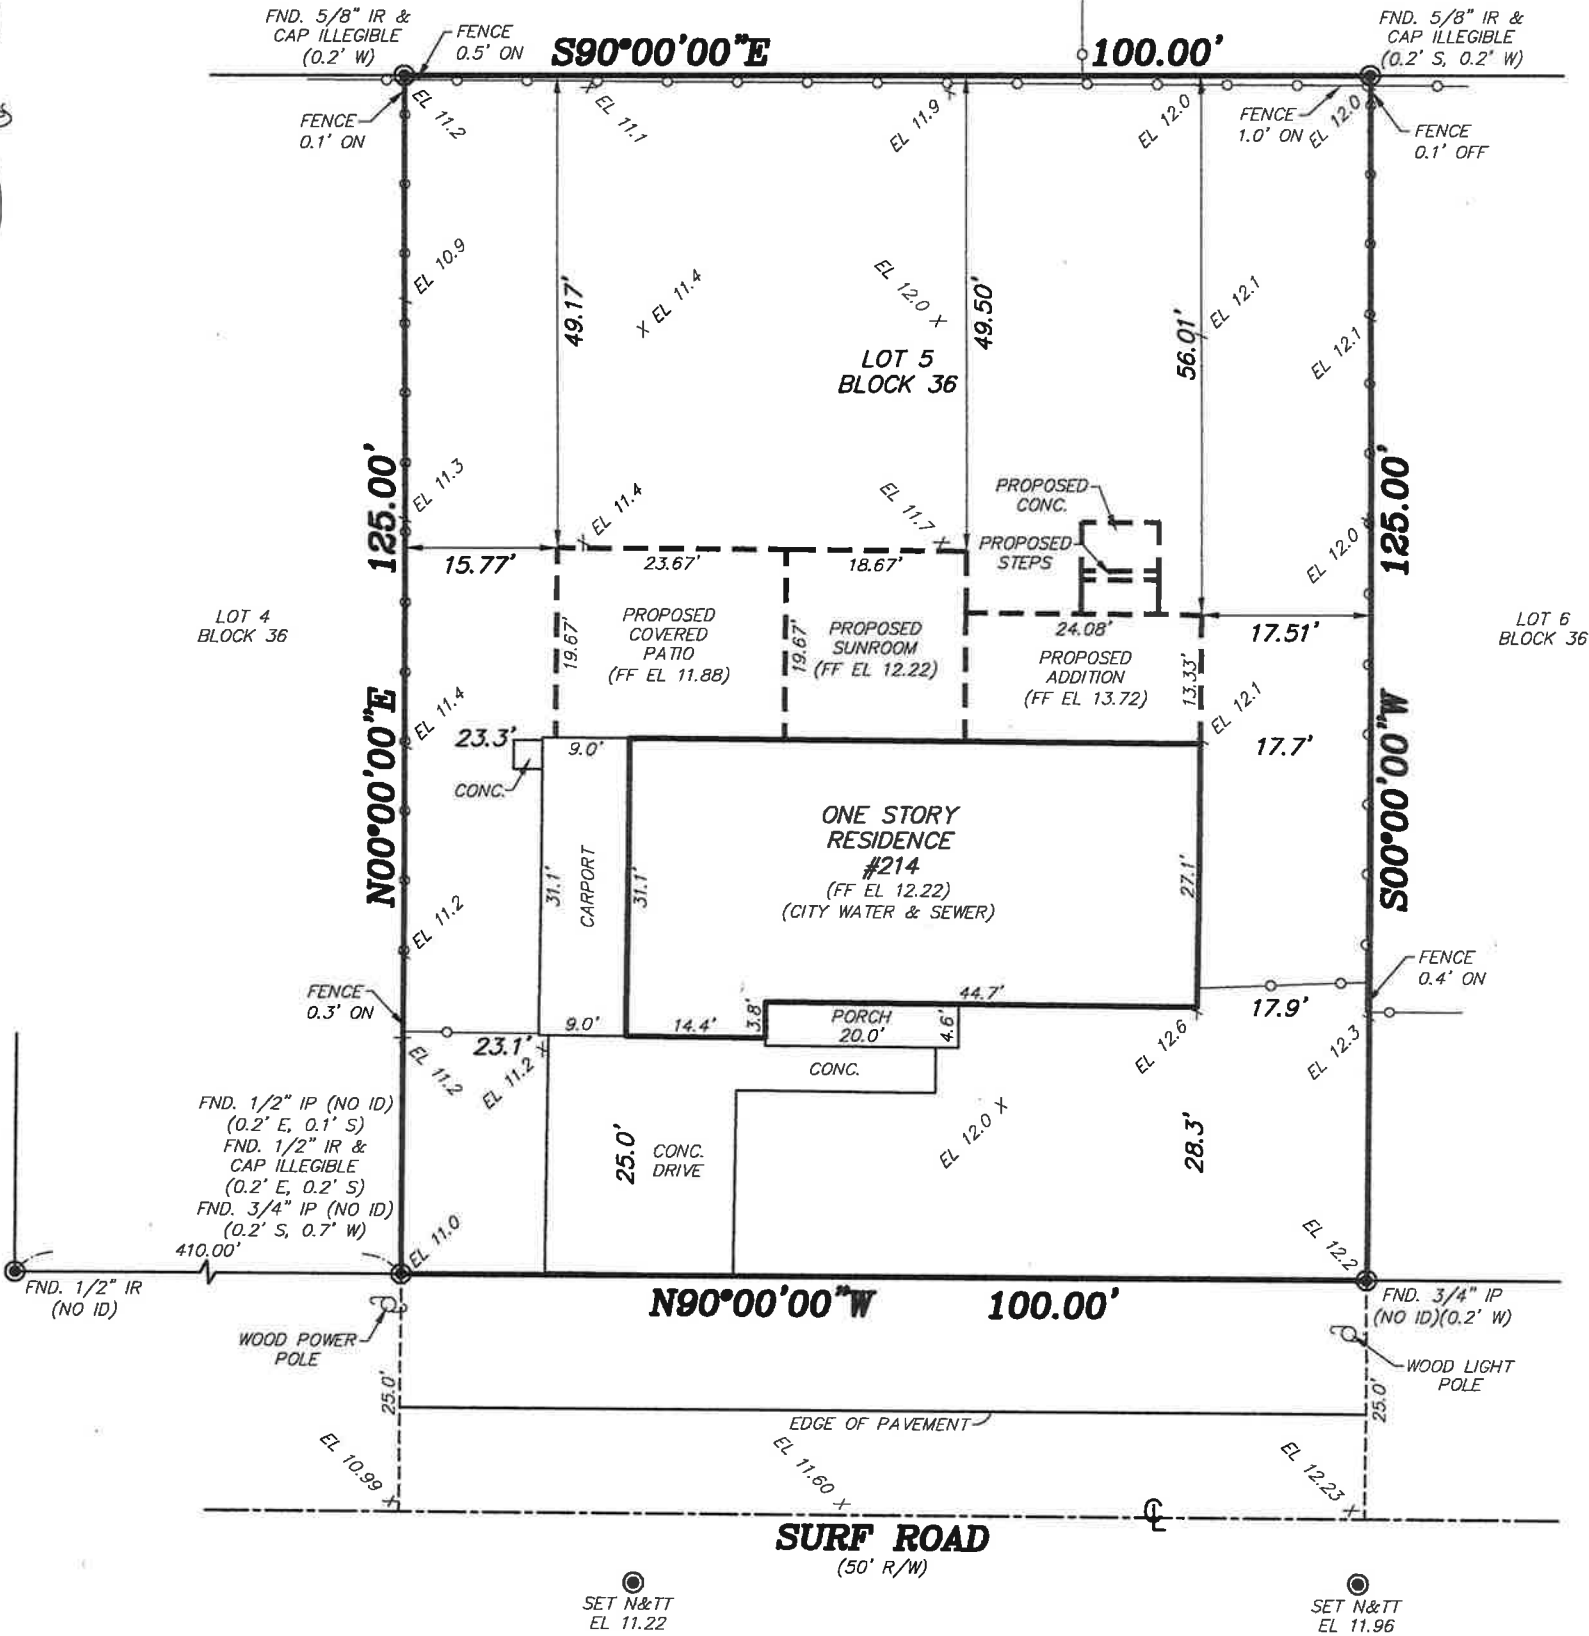 FND. 5/8" IR &
CAP ILLEGIBLE
(0.2' W)
FENCE
0.5' ON
S90°00'00"E
100.00'
FND. 5/8" IR &
CAP ILLEGIBLE
(0.2' S, 0.2' W)
FENCE
0.1' ON
EL 11.2
EL 11.1
EL 11.9
EL 12.0
FENCE
1.0' ON
EL 12.0
FENCE
0.1' OFF
EL 10.9
49.17'
X EL 11.4
EL 12.0 X
49.50'
56.01'
EL 12.1
EL 12.1
LOT 5
BLOCK 36
125.00'
EL 11.3
EL 11.4
EL 11.7
PROPOSED
CONC.
PROPOSED
STEPS
EL 12.0
125.00'
15.77'
23.67'
18.67'
24.08'
17.51'
LOT 4
BLOCK 36
19.67'
PROPOSED
COVERED
PATIO
(FF EL 11.88)
19.67'
PROPOSED
SUNROOM
(FF EL 12.22)
PROPOSED
ADDITION
(FF EL 13.72)
13.33'
LOT 6
BLOCK 36
N00°00'00"E
EL 11.4
23.3'
9.0'
CONC.
EL 12.1
17.7'
S00°00'00"W
ONE STORY
RESIDENCE
#214
(FF EL 12.22)
(CITY WATER & SEWER)
31.1'
CARPORT
31.1'
27.1'
EL 11.2
FENCE
0.3' ON
FENCE
0.4' ON
23.1'
9.0'
14.4'
3.8'
PORCH
20.0'
4.6'
44.7'
17.9'
EL 11.2
EL 11.2
CONC.
EL 12.6
EL 12.3
FND. 1/2" IP (NO ID)
(0.2' E, 0.1' S)
FND. 1/2" IR &
CAP ILLEGIBLE
(0.2' E, 0.2' S)
FND. 3/4" IP (NO ID)
(0.2' S, 0.7' W)
25.0'
CONC.
DRIVE
EL 12.0 X
28.3'
EL 11.0
EL 12.2
410.00'
FND. 1/2" IR
(NO ID)
N90°00'00"W
100.00'
FND. 3/4" IP
(NO ID)(0.2' W)
WOOD POWER
POLE
WOOD LIGHT
POLE
25.0'
25.0'
EDGE OF PAVEMENT
EL 10.99
EL 11.60
EL 12.23
SURF ROAD
(50' R/W)
SET N&TT
EL 11.22
SET N&TT
EL 11.96